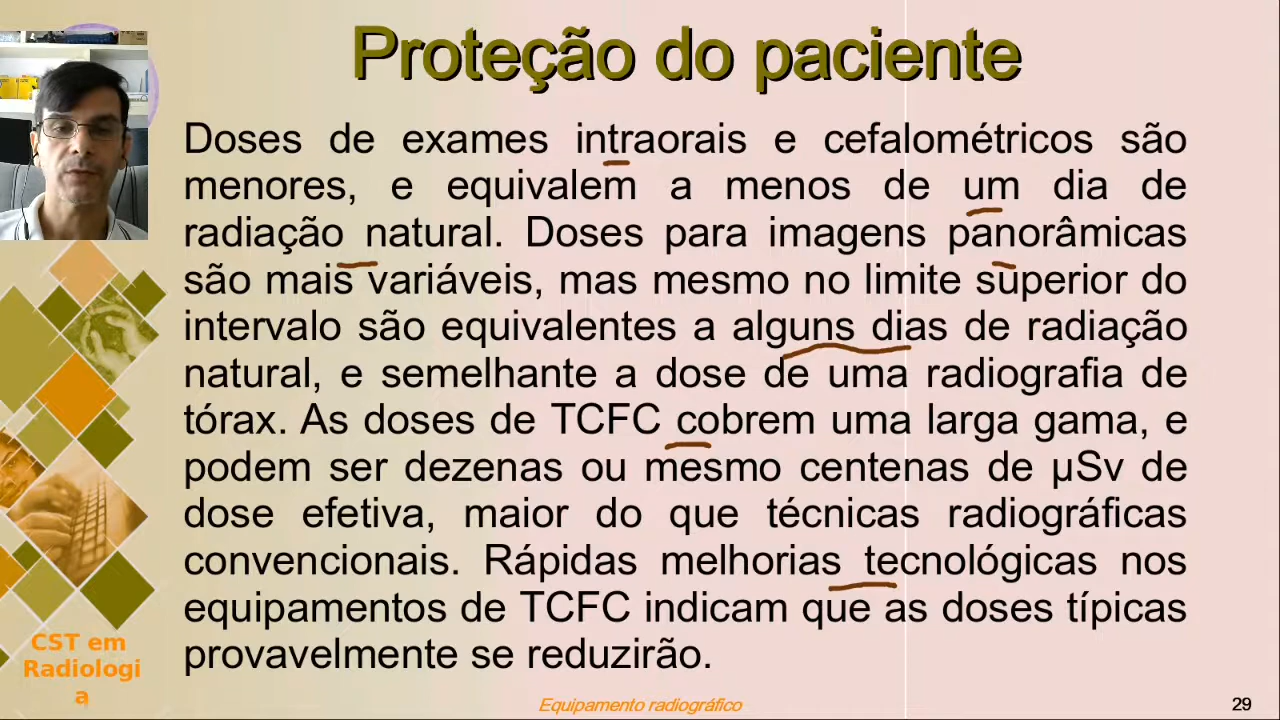 Proteção do paciente
Doses de exames intraorais e cefalométricos são
menores, e equivalem a menos de um dia de
radiação natural. Doses para imagens panorâmicas
são mais variáveis, mas mesmo no limite superior do
intervalo são equivalentes a alguns dias de radiação
natural, e semelhante a dose de uma radiografia de
tórax. As doses de TCFC cobrem uma larga gama, e
podem ser dezenas ou mesmo centenas de µSv de
dose efetiva, maior do que técnicas radiográficas
convencionais. Rápidas melhorias tecnológicas nos
equipamentos de TCFC indicam que as doses típicas
provavelmente se reduzirão.
CST em
Radiologi
a
Equipamento radiográfico
29